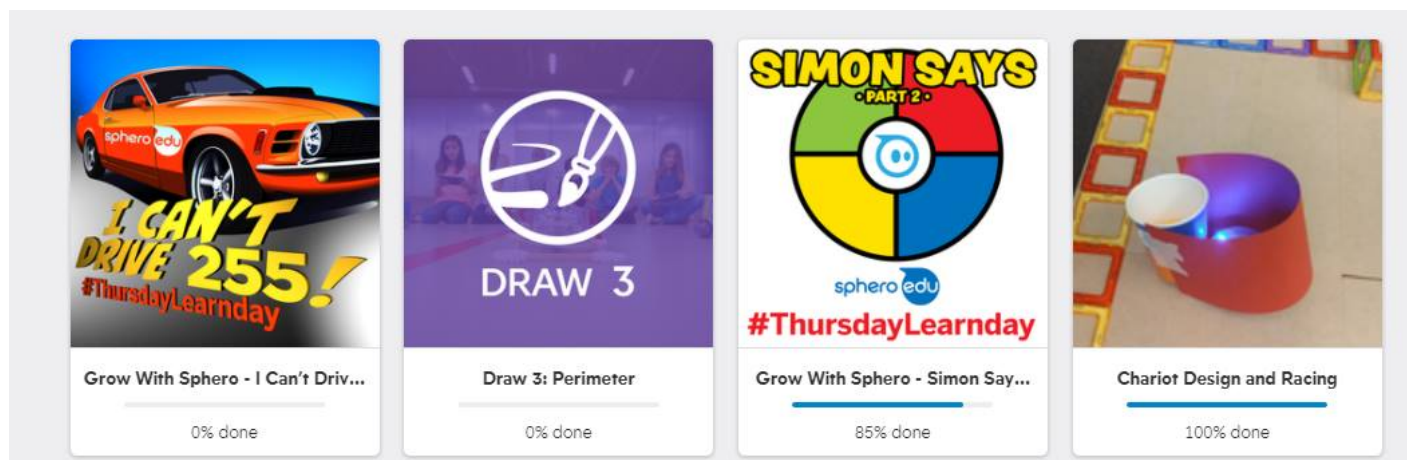 sphero edu
I CAN'T
DRIVE 255!
#ThursdayLearnday
Grow With Sphero - I Can't Driv...
0% done
DRAW 3
Draw 3: Perimeter
0% done
SIMON SAYS
• PART 2 •
sphero edu
#ThursdayLearnday
Grow With Sphero - Simon Say...
85% done
Chariot Design and Racing
100% done